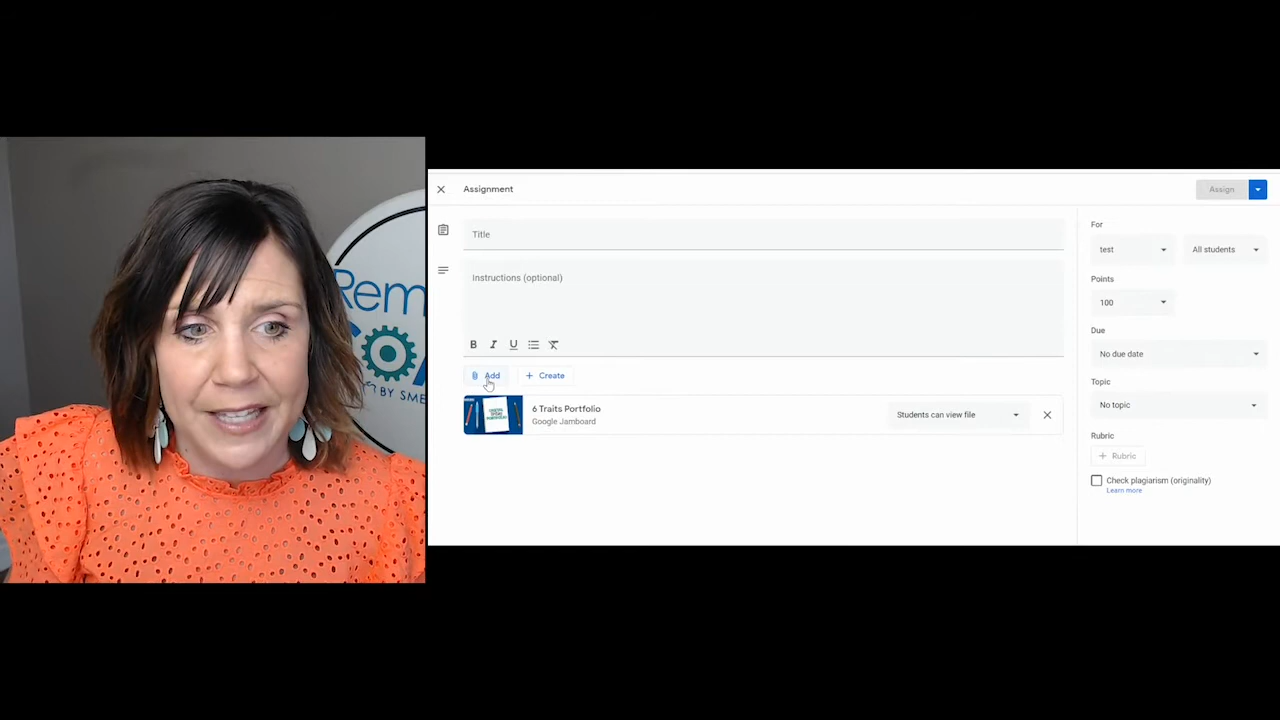 Rem
BY SME
Assignment
Assign
Title
Instructions (optional)
B I U
Add
Create
6 Traits Portfolio
Google Jamboard
Students can view file
For
test
All students
Points
100
Due
No due date
Topic
No topic
Rubric
+ Rubric
Check plagiarism (originality)
Learn more